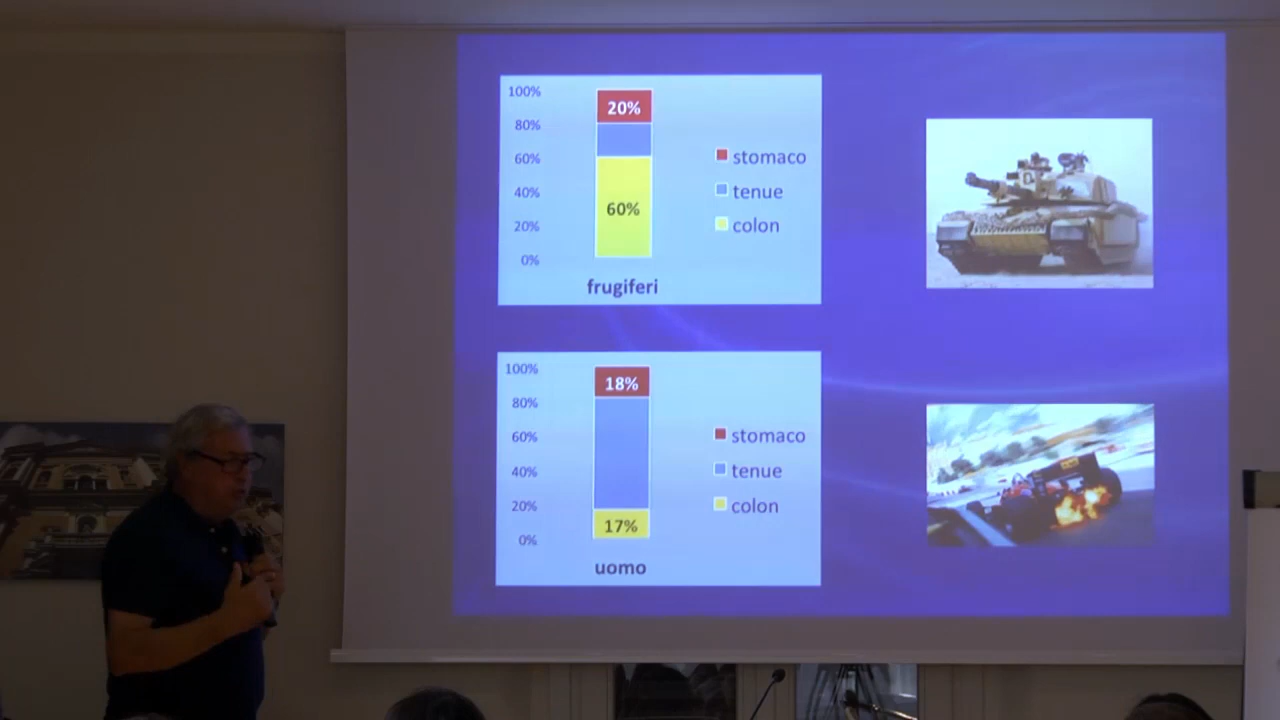 100%
80%
60%
40%
20%
0%
20%
60%
stomaco
tenue
colon
frugiferi
100%
80%
60%
40%
20%
0%
18%
17%
stomaco
tenue
colon
uomo